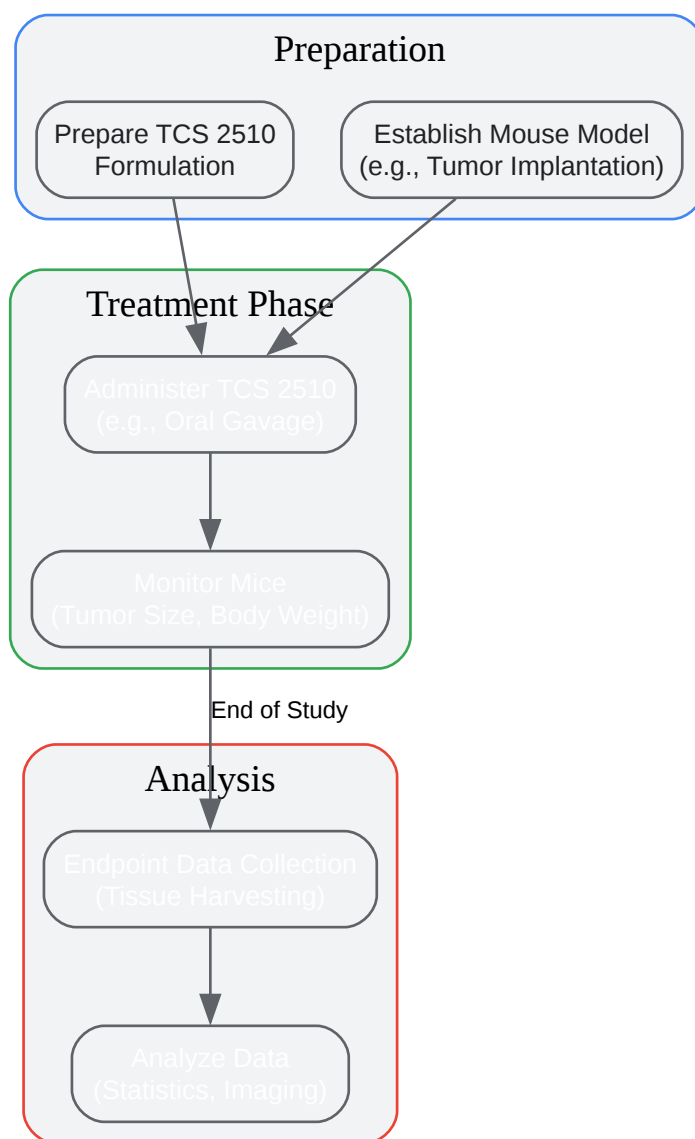 Preparation
Prepare TCS 2510
Formulation
Establish Mouse Model
(e.g., Tumor Implantation)
Treatment Phase
Administer TCS 2510
(e.g., Oral Gavage)
Monitor Mice
(Tumor Size, Body Weight)
End of Study
Analysis
Endpoint Data Collection
(Tissue Harvesting)
Analyze Data
(Statistics, Imaging)